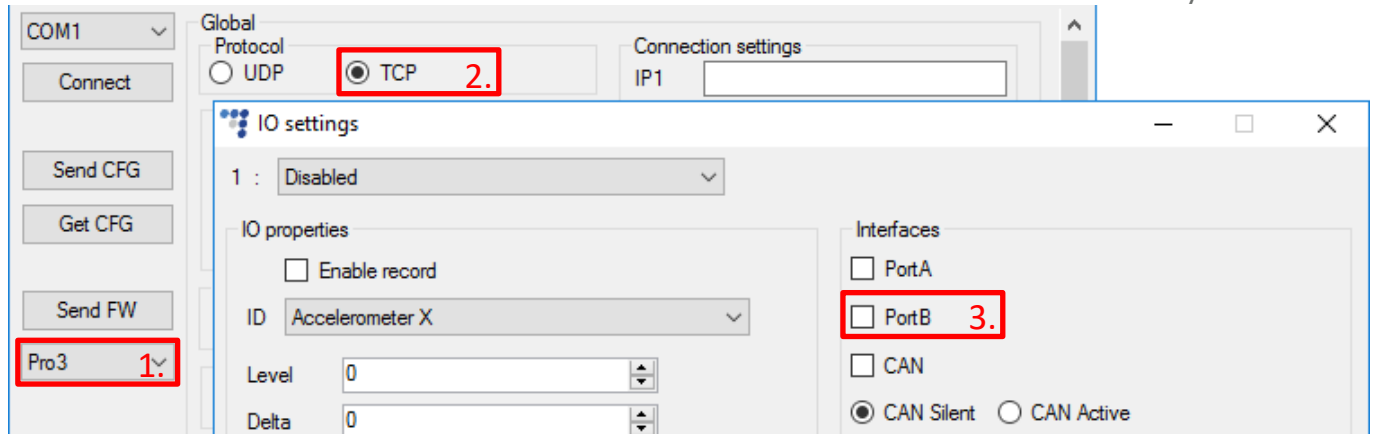 COM1
Connect
Send CFG
Get CFG
Send FW
Pro3 1.
Global
Protocol
UDP TCP 2.
Connection settings
IP1
IO settings
1 : Disabled
IO properties
Enable record
ID Accelerometer X
Level 0
Delta 0
Interfaces
PortA
PortB 3.
CAN
CAN Silent CAN Active